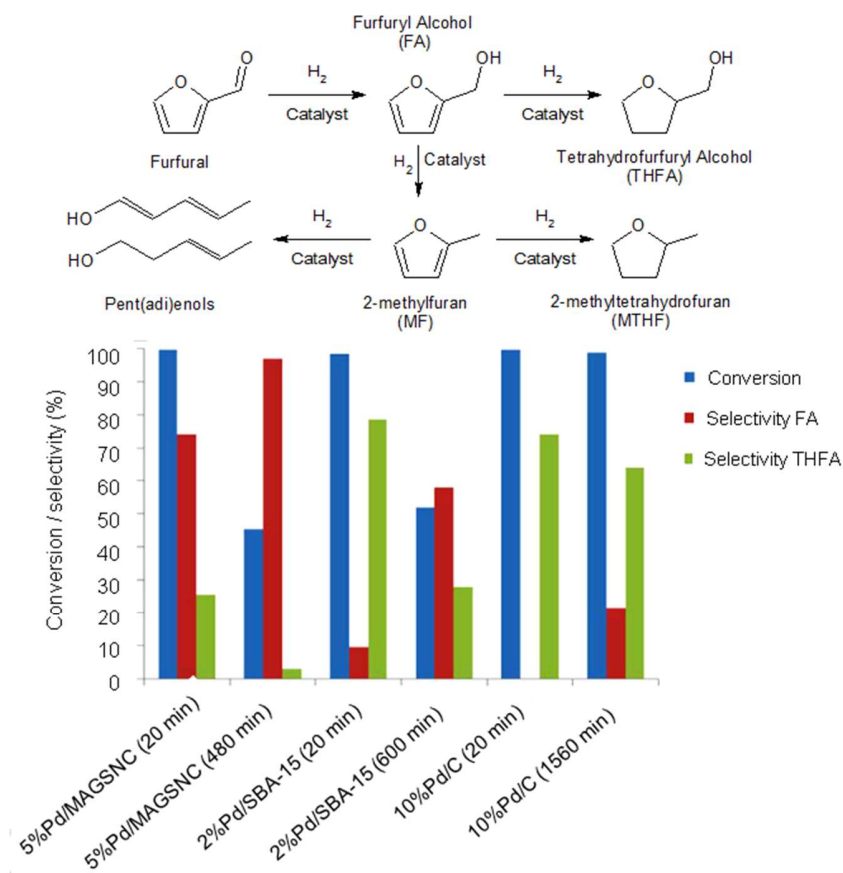 Furfuryl Alcohol
(FA)
O
O
H2
Catalyst
O
OH
H2
Catalyst
O
OH
Furfural
H2 Catalyst
Tetrahydrofurfuryl Alcohol
(THFA)
HO
HO
H2
Catalyst
O
H2
Catalyst
O
Pent(adi)enols
2-methylfuran
(MF)
2-methyltetrahydrofuran
(MTHF)
Conversion / selectivity (%)
100
90
80
70
60
50
40
30
20
10
0
Conversion
Selectivity FA
Selectivity THFA
5%Pd/MAGSNC (20 min)
5%Pd/MAGSNC (480 min)
2%Pd/SBA-15 (20 min)
2%Pd/SBA-15 (600 min)
10%Pd/C (20 min)
10%Pd/C (1560 min)